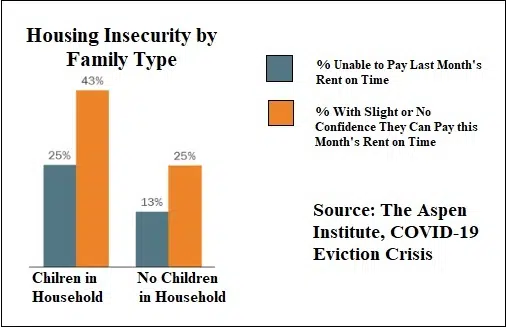 Housing Insecurity by
Family Type
43%
25%
25%
13%
Chilren in
Household
No Children
in Household
% Unable to Pay Last Month's
Rent on Time
% With Slight or No
Confidence They Can Pay this
Month's Rent on Time
Source: The Aspen
Institute, COVID-19
Eviction Crisis